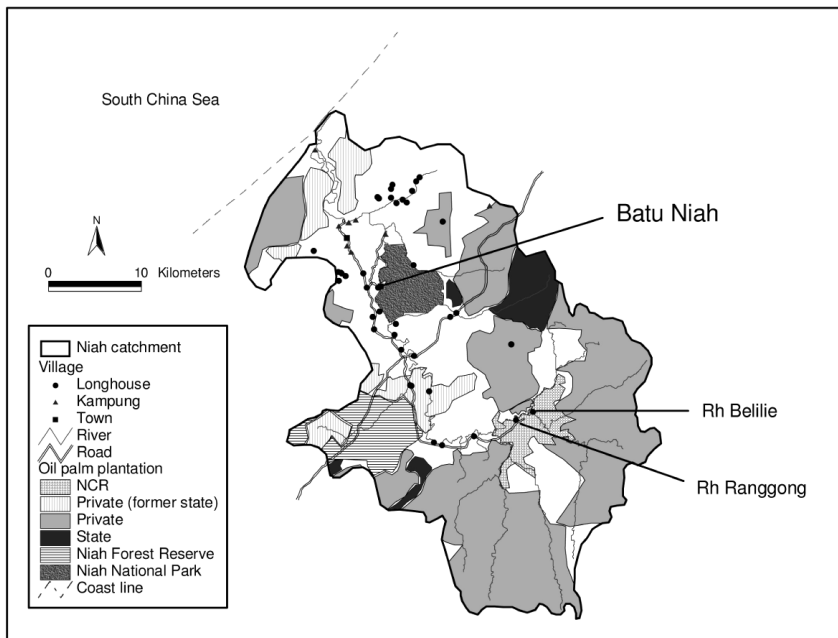 South China Sea
Batu Niah
N
0 10 Kilometers
Niah catchment
Village
Longhouse
Kampung
Town
River
Road
Oil palm plantation
NCR
Private (former state)
Private
State
Niah Forest Reserve
Niah National Park
Coast line
Rh Belilie
Rh Ranggong